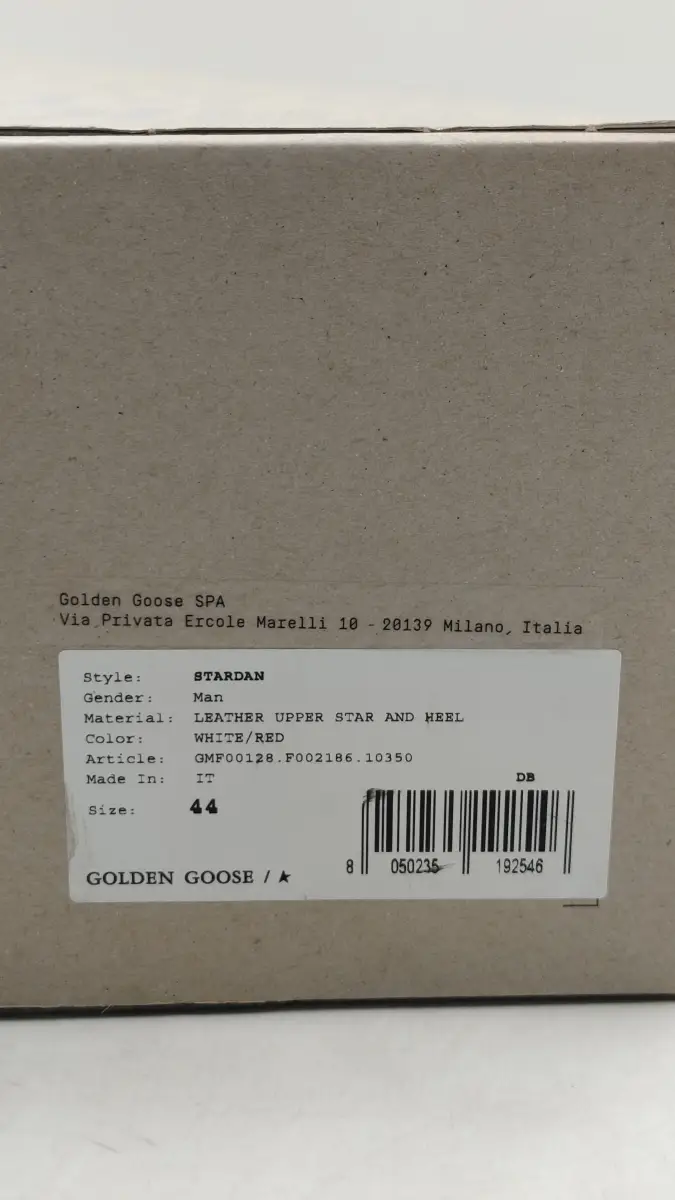 Golden Goose SPA
Via Privata Ercole Marelli 10 - 20139 Milano, Italia
Style: STARDAN
Gender: Man
Material: LEATHER UPPER STAR AND HEEL
Color: WHITE/RED
Article: GMF00128.F002186.10350
Made In: IT
DB
Size: 44
8 050235 192546
GOLDEN GOOSE /